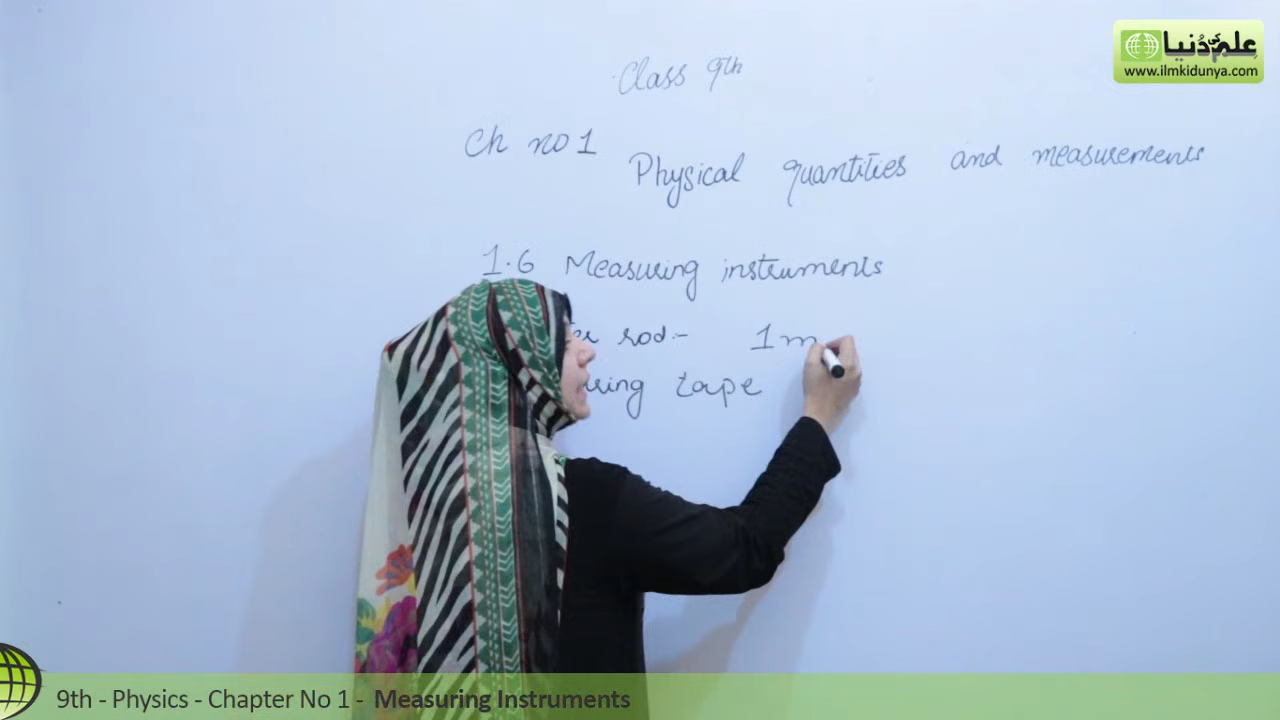 علم کی دُنیا
www.ilmkidunya.com
Class 9th
Ch no 1
Physical quantities and measurements
1.6 Measuring instruments
rod:- 1m
tape
9th - Physics - Chapter No 1 - Measuring Instruments